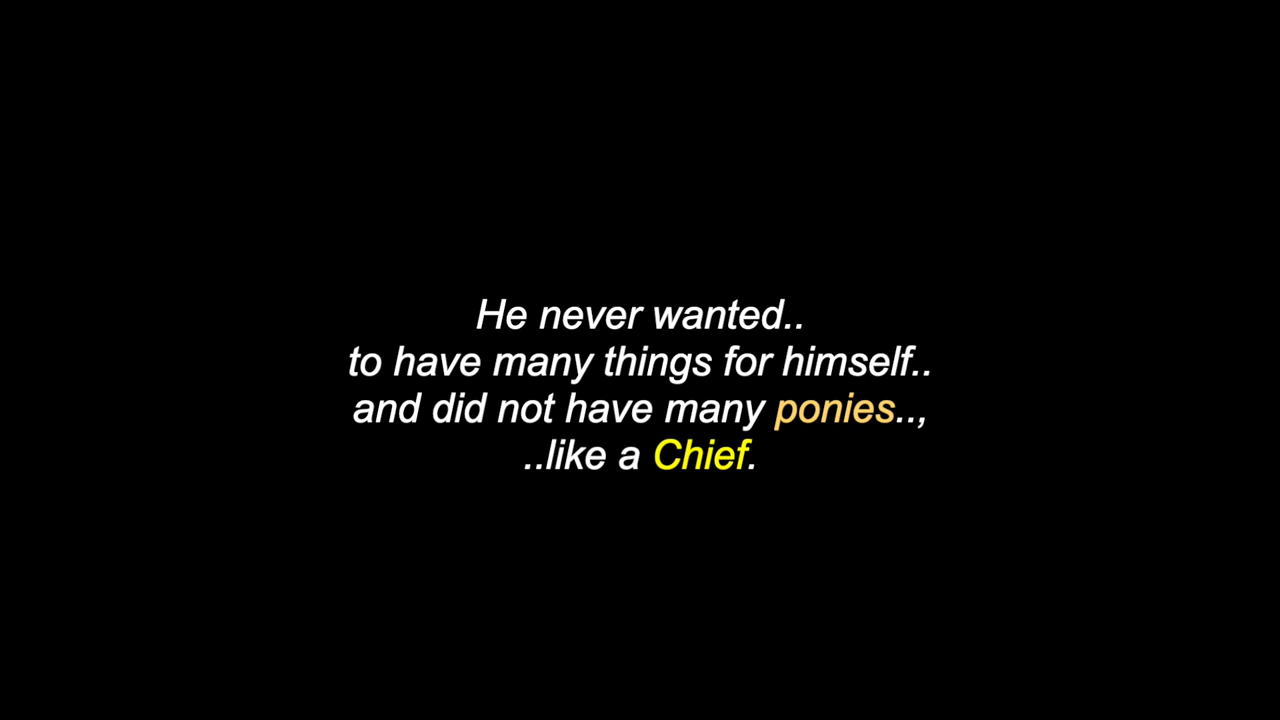 He never wanted..
to have many things for himself..
and did not have many ponies..,
..like a Chief.